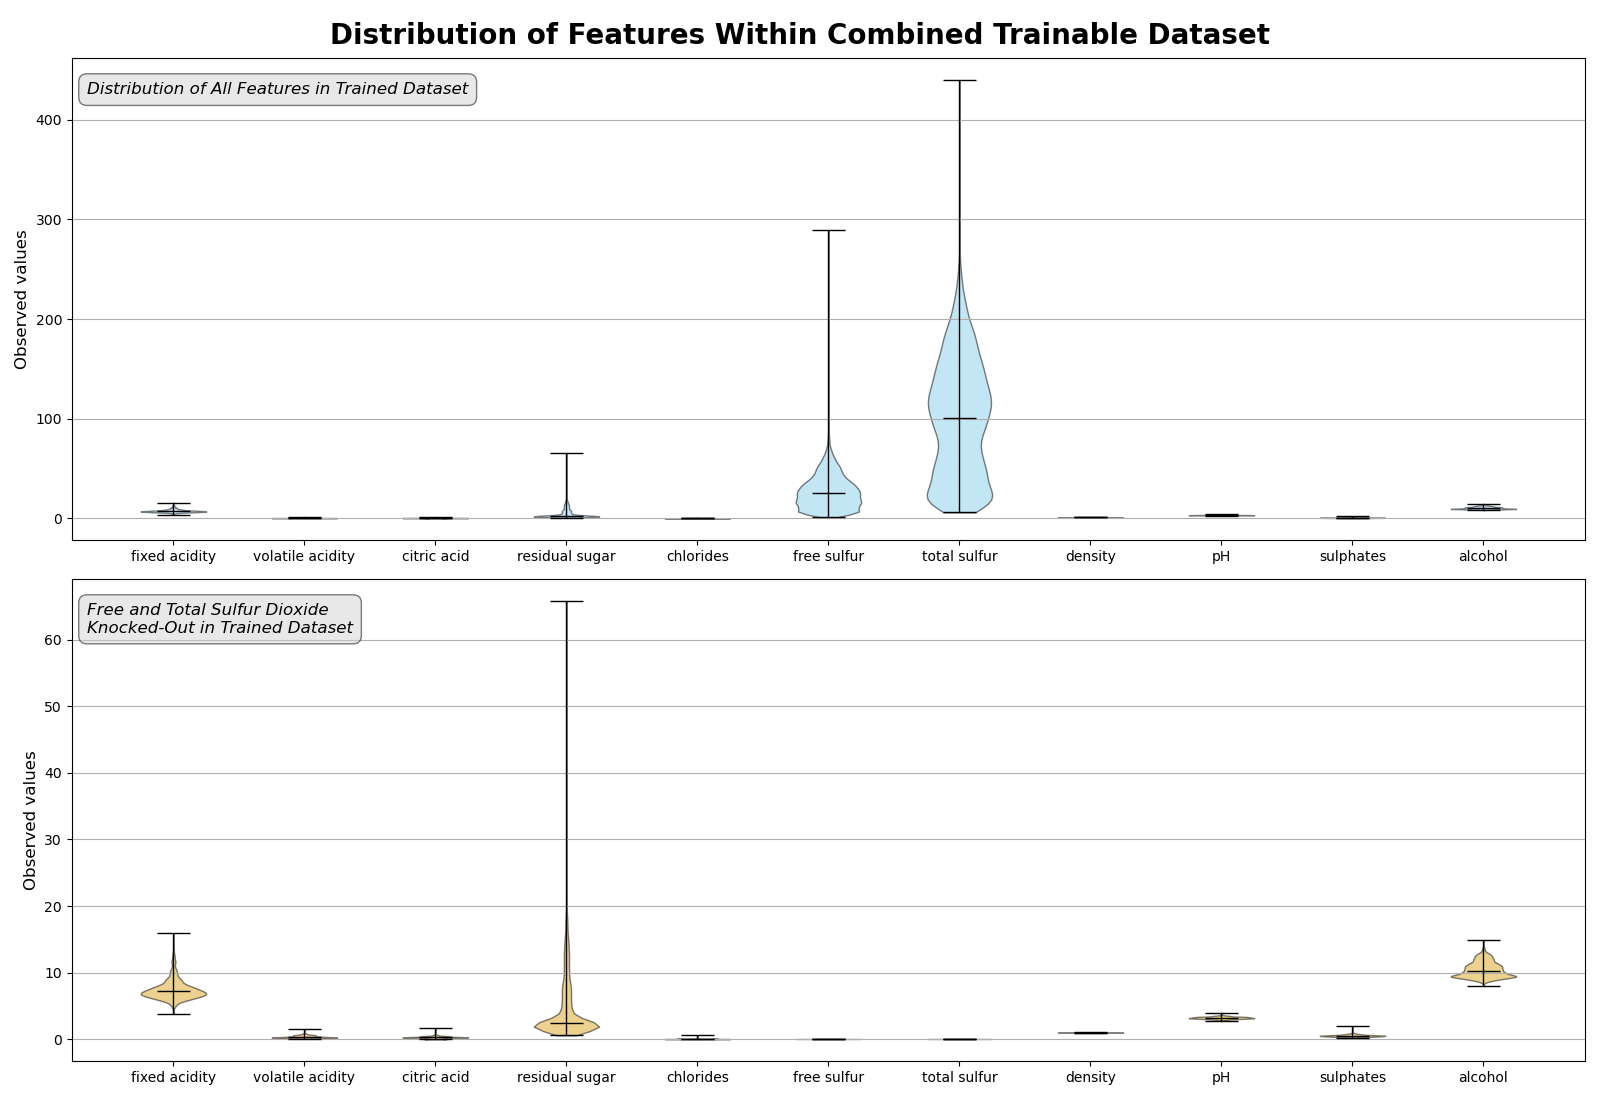 Distribution of Features Within Combined Trainable Dataset
Distribution of All Features in Trained Dataset
Observed values
400
300
200
100
0
fixed acidity volatile acidity citric acid residual sugar chlorides free sulfur total sulfur density pH sulphates alcohol
Free and Total Sulfur Dioxide
Knocked-Out in Trained Dataset
Observed values
60
50
40
30
20
10
0
fixed acidity volatile acidity citric acid residual sugar chlorides free sulfur total sulfur density pH sulphates alcohol